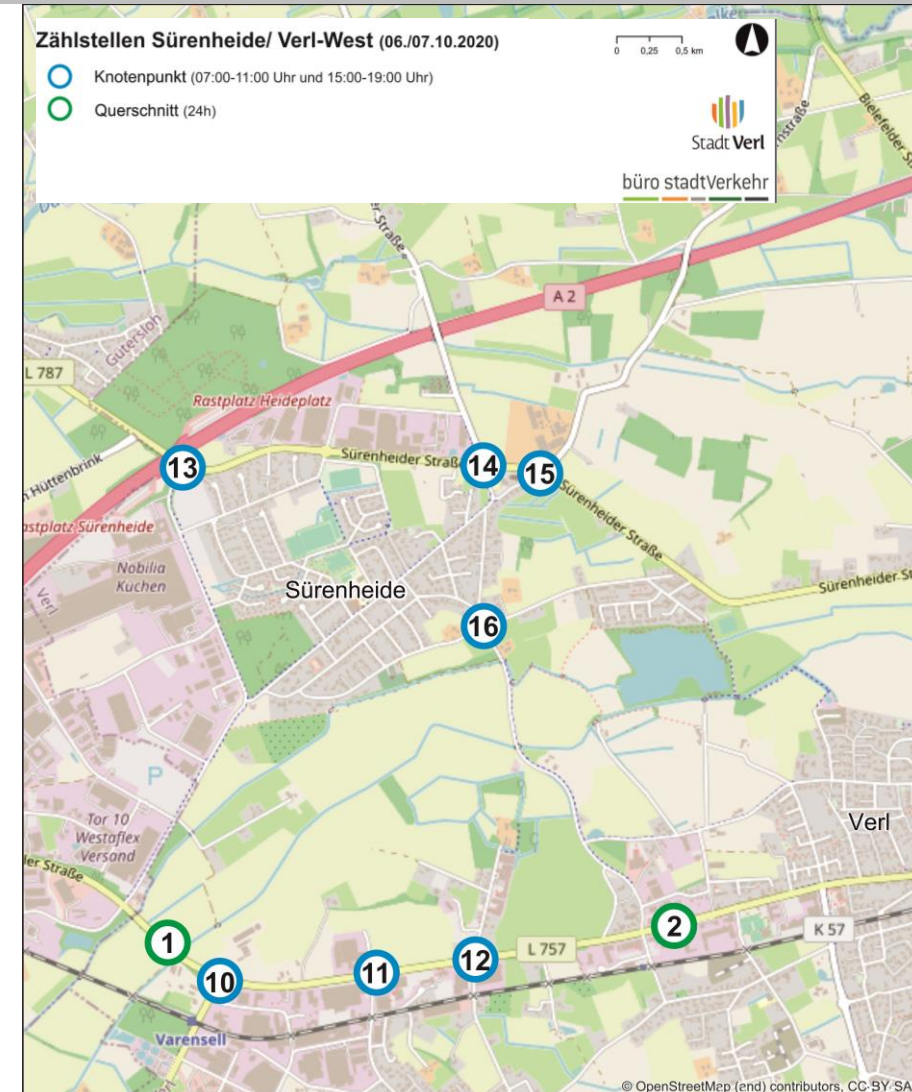 Zählstellen Sürenheide/ Verl-West (06./07.10.2020)
Knotenpunkt (07:00-11:00 Uhr und 15:00-19:00 Uhr)
Querschnitt (24h)
0 0,25 0,5 km
Stadt Verl
büro stadtVerkehr
Bielefelder
A 2
Gütersloh
L 787
Rastplatz Heideplatz
13
Sürenheider Straße
14
15
Hüttenbrink
Sürenheider Straße
Rastplatz Sürenheide
Nobilia
Küchen
Verl
Sürenheide
Sürenheider
16
P
Tor 10
Westaflex
Versand
Verl
Straße
1
2
K 57
L 757
10
11
12
Varensell
© OpenStreetMap (and) contributors, CC-BY-SA